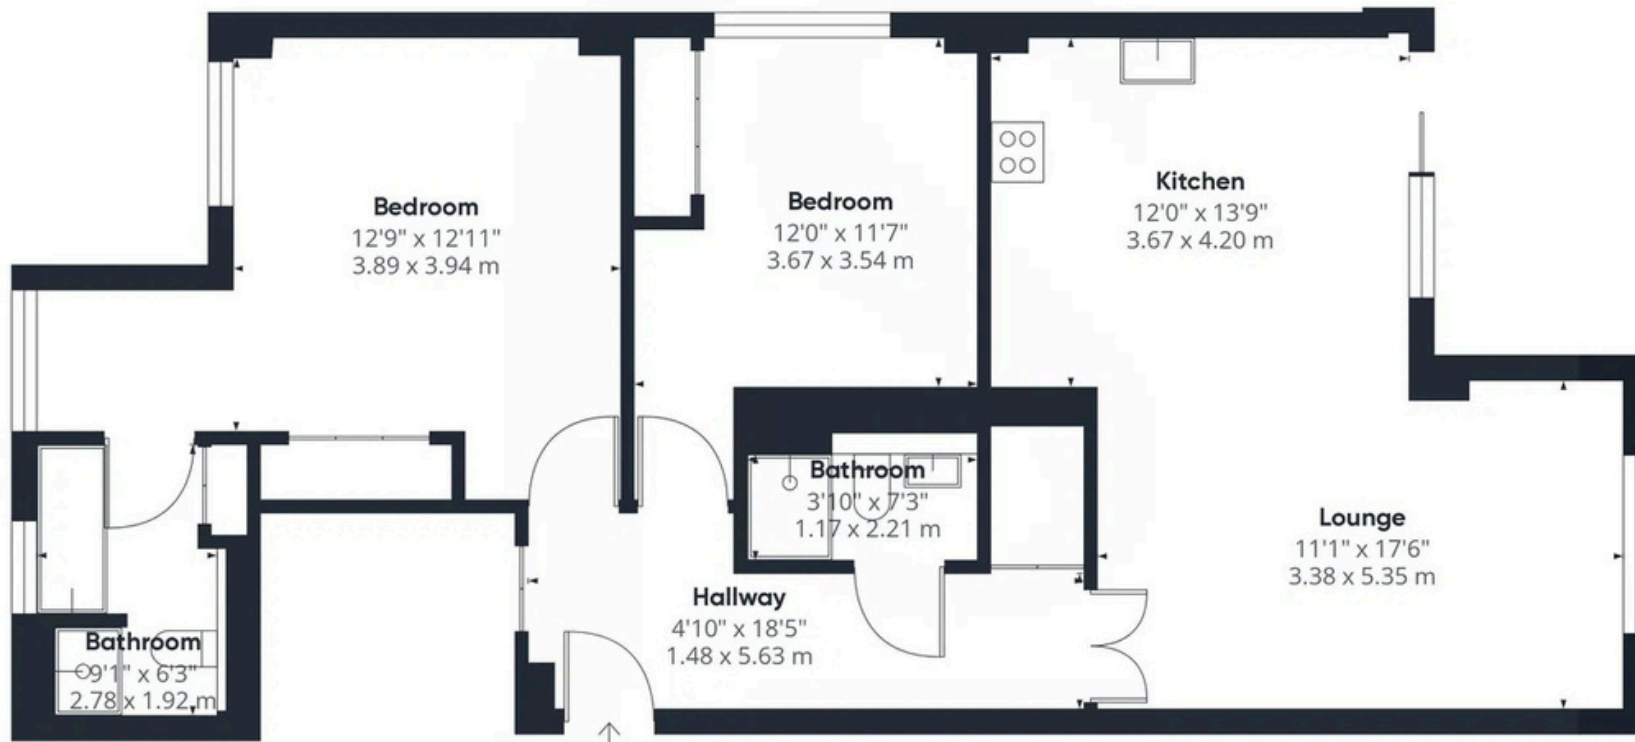 Bedroom
12'9" x 12'11"
3.89 x 3.94 m
Bedroom
12'0" x 11'7"
3.67 x 3.54 m
Kitchen
12'0" x 13'9"
3.67 x 4.20 m
Bathroom
3'10" x 7'3"
1.17 x 2.21 m
Lounge
11'1" x 17'6"
3.38 x 5.35 m
Hallway
4'10" x 18'5"
1.48 x 5.63 m
Bathroom
9'1" x 6'3"
2.78 x 1.92 m